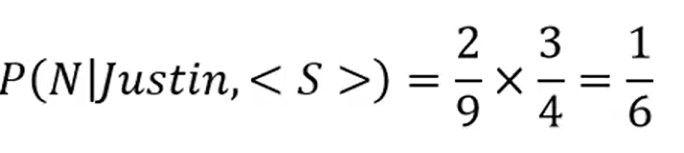 P(N|Justin, < S >) = 2/9 × 3/4 = 1/6